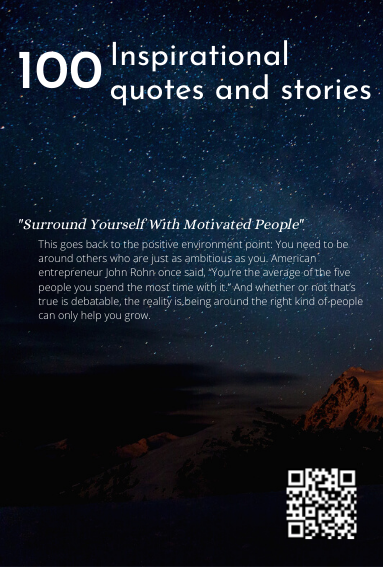 100 Inspirational
quotes and stories
"Surround Yourself With Motivated People"
This goes back to the positive environment point: You need to be
around others who are just as ambitious as you. American
entrepreneur John Rohn once said, “You’re the average of the five
people you spend the most time with it.” And whether or not that’s
true is debatable, the reality is,being around the right kind of people
can only help you grow.